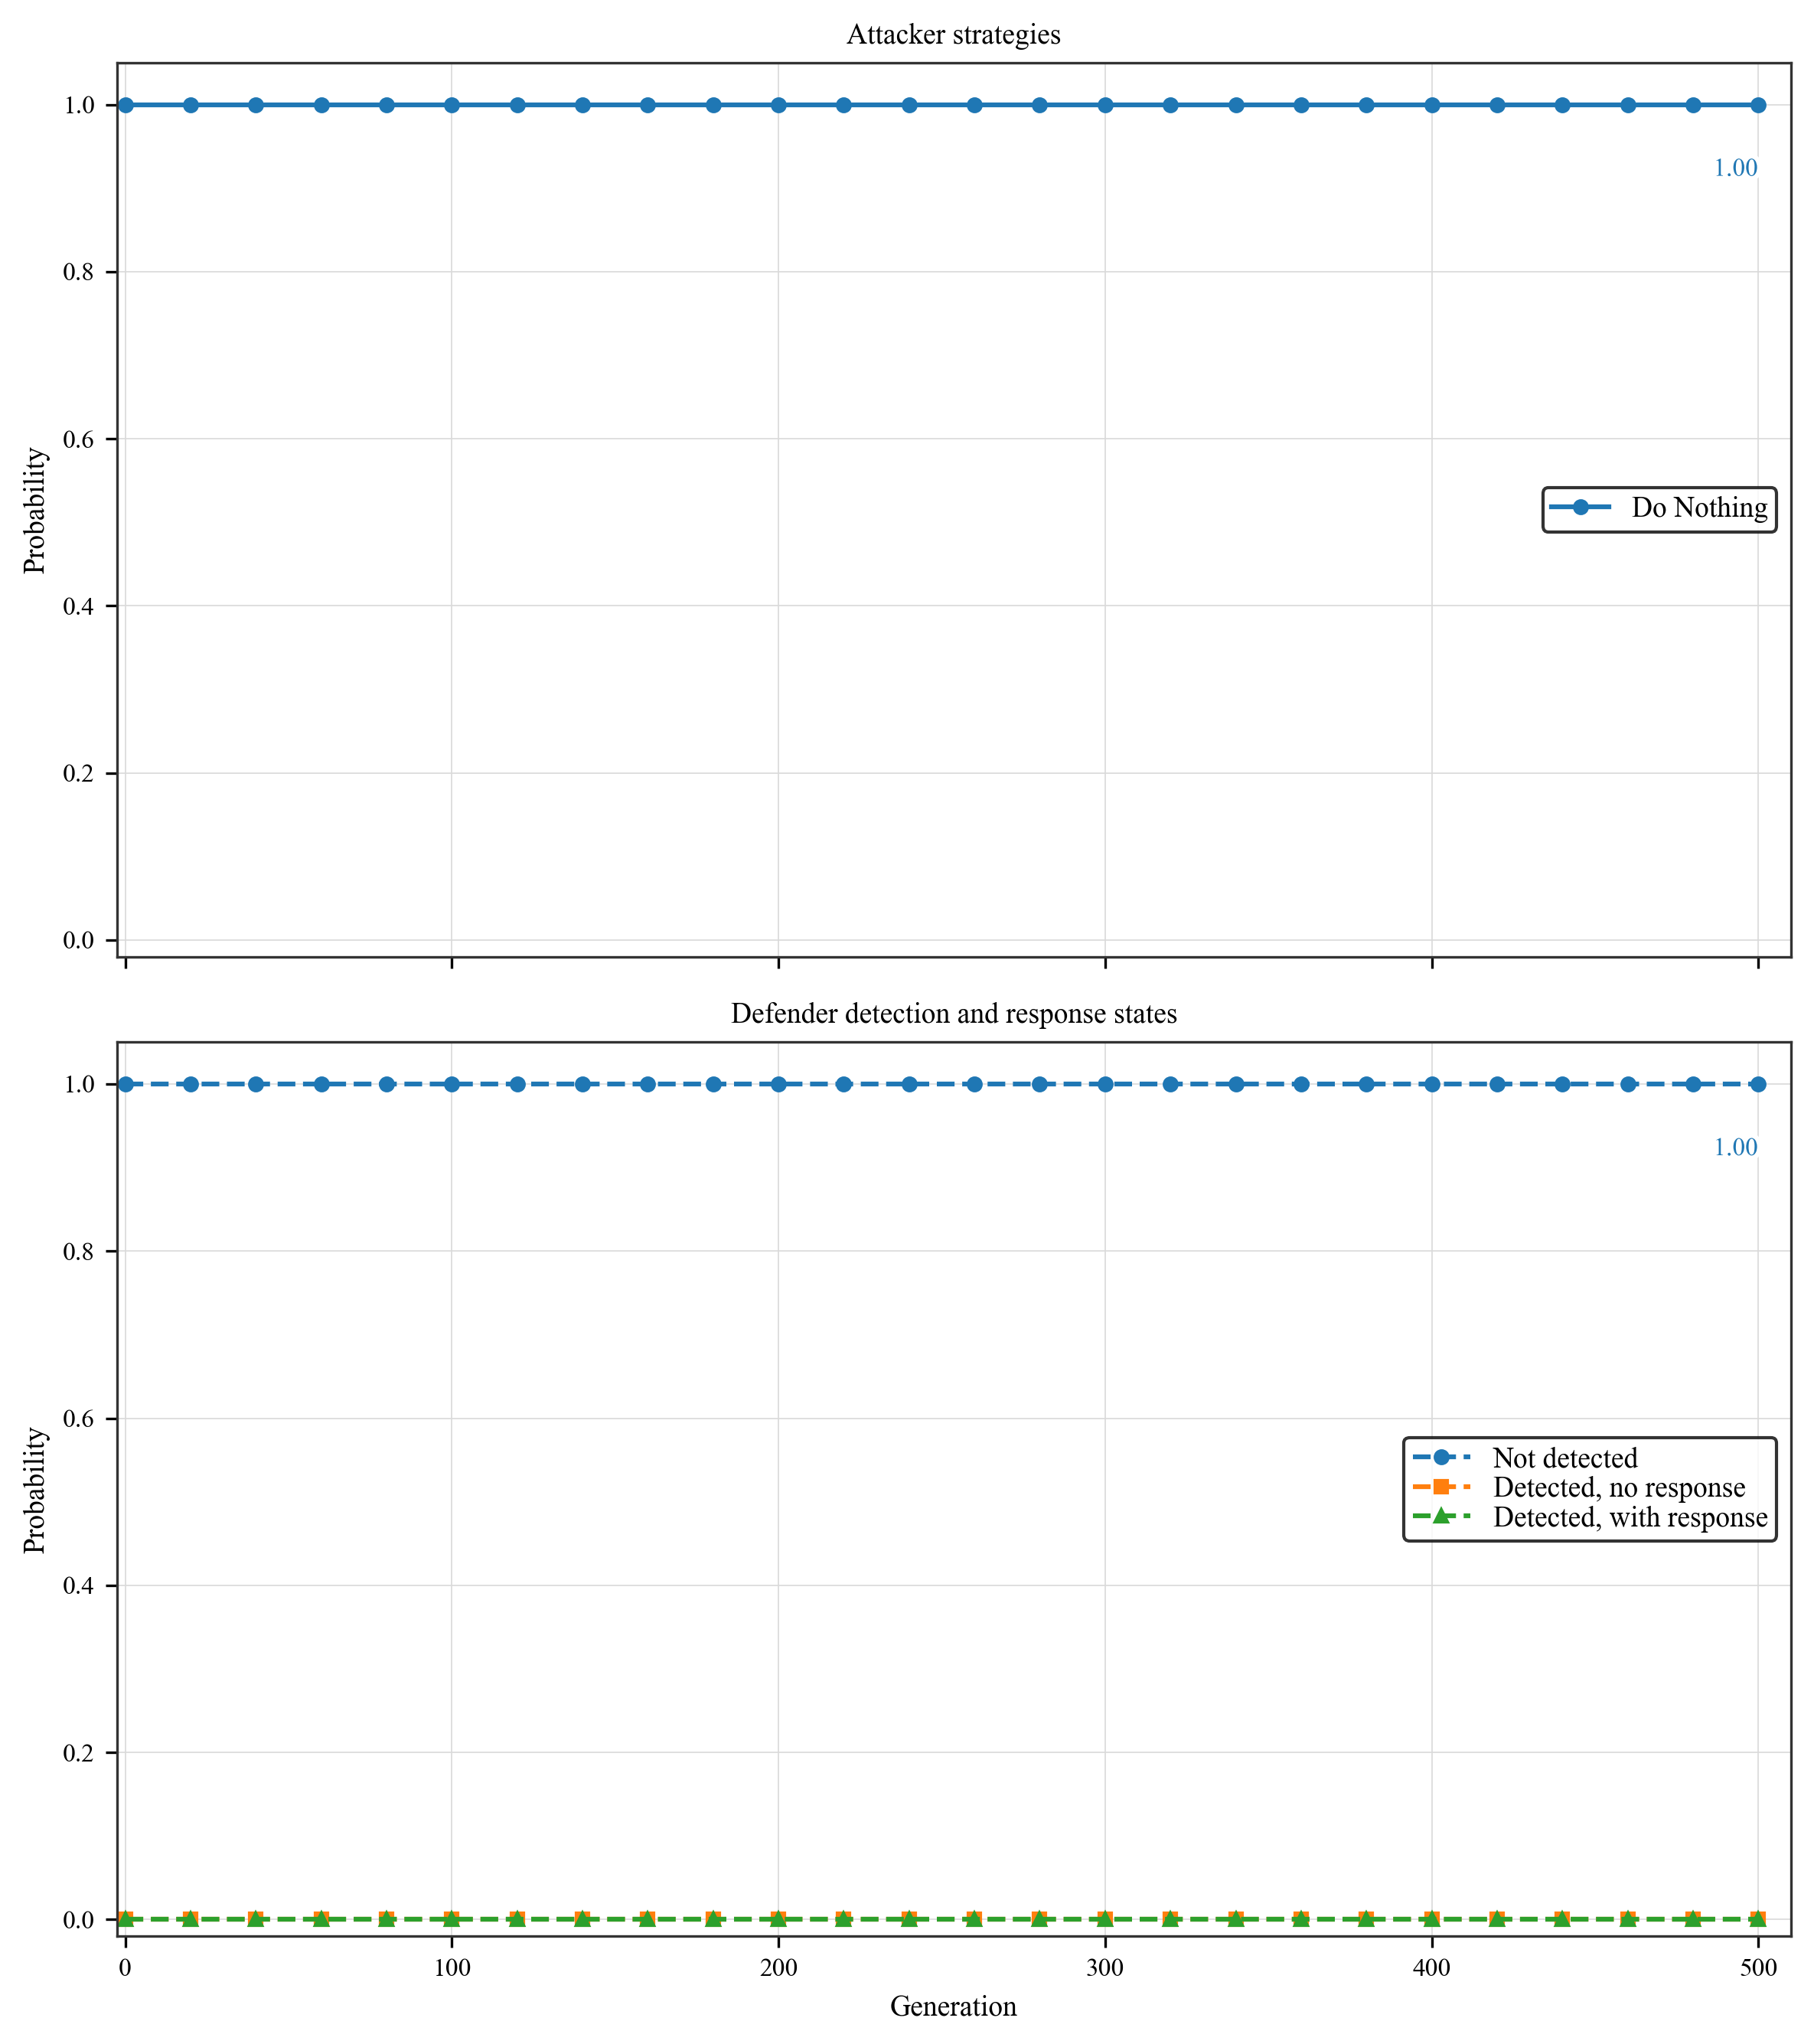 Attacker strategies
1.0
1.00
0.8
0.6
Probability
Do Nothing
0.4
0.2
0.0
Defender detection and response states
1.0
1.00
0.8
0.6
Probability
Not detected
Detected, no response
Detected, with response
0.4
0.2
0.0
0 100 200 300 400 500
Generation